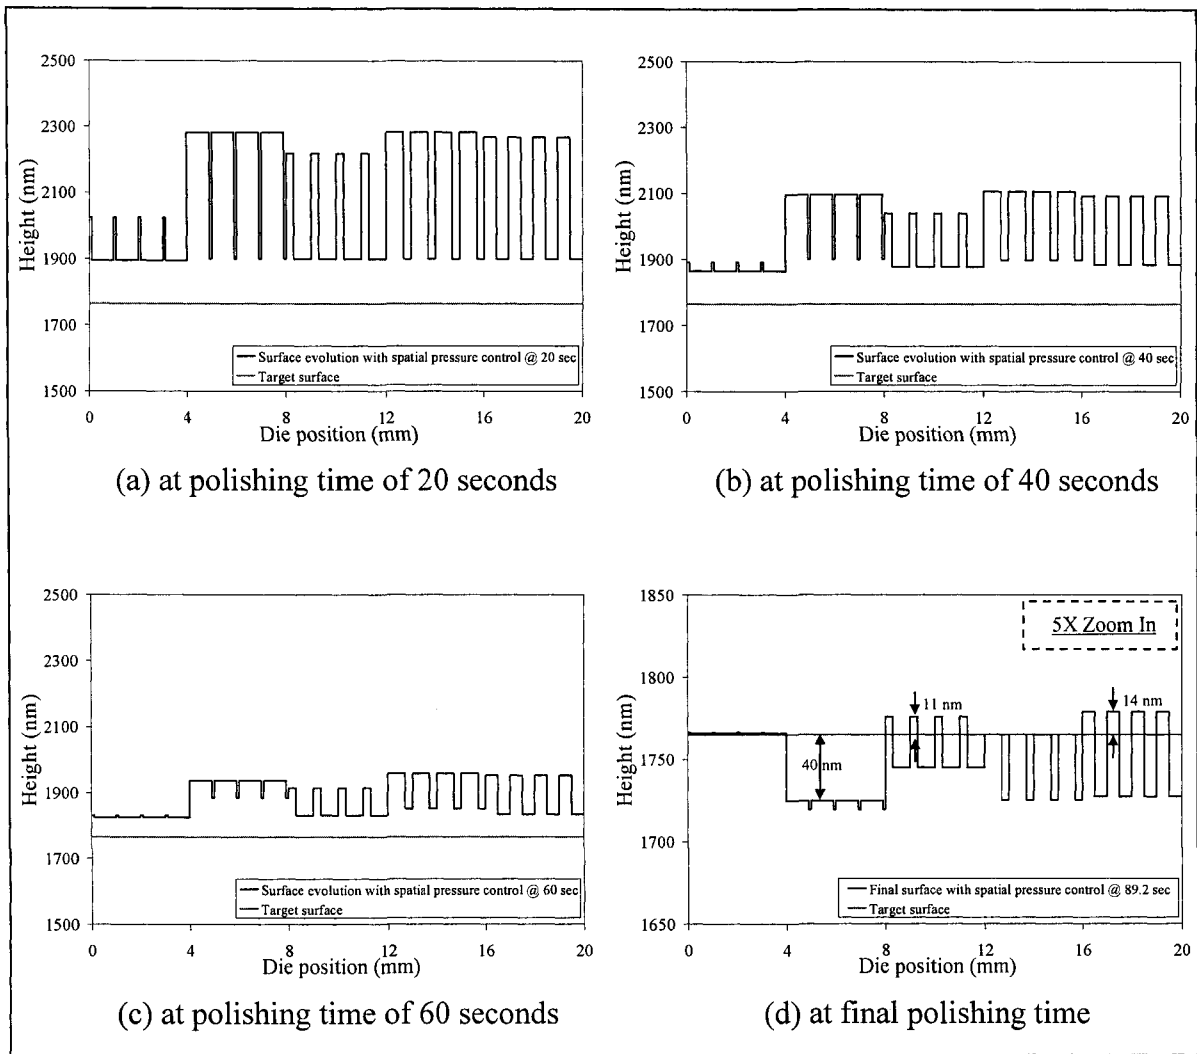 2500
2300
2100
1900
1700
1500
Height (nm)
Surface evolution with spatial pressure control @ 20 sec
Target surface
0 4 8 12 16 20
Die position (mm)
(a) at polishing time of 20 seconds
2500
2300
2100
1900
1700
1500
Height (nm)
Surface evolution with spatial pressure control @ 40 sec
Target surface
0 4 8 12 16 20
Die position (mm)
(b) at polishing time of 40 seconds
2500
2300
2100
1900
1700
1500
Height (nm)
Surface evolution with spatial pressure control @ 60 sec
Target surface
0 4 8 12 16 20
Die position (mm)
(c) at polishing time of 60 seconds
1850
1800
1750
1700
1650
Height (nm)
5X Zoom In
11 nm
14 nm
40 nm
Final surface with spatial pressure control @ 89.2 sec
Target surface
0 4 8 12 16 20
Die position (mm)
(d) at final polishing time